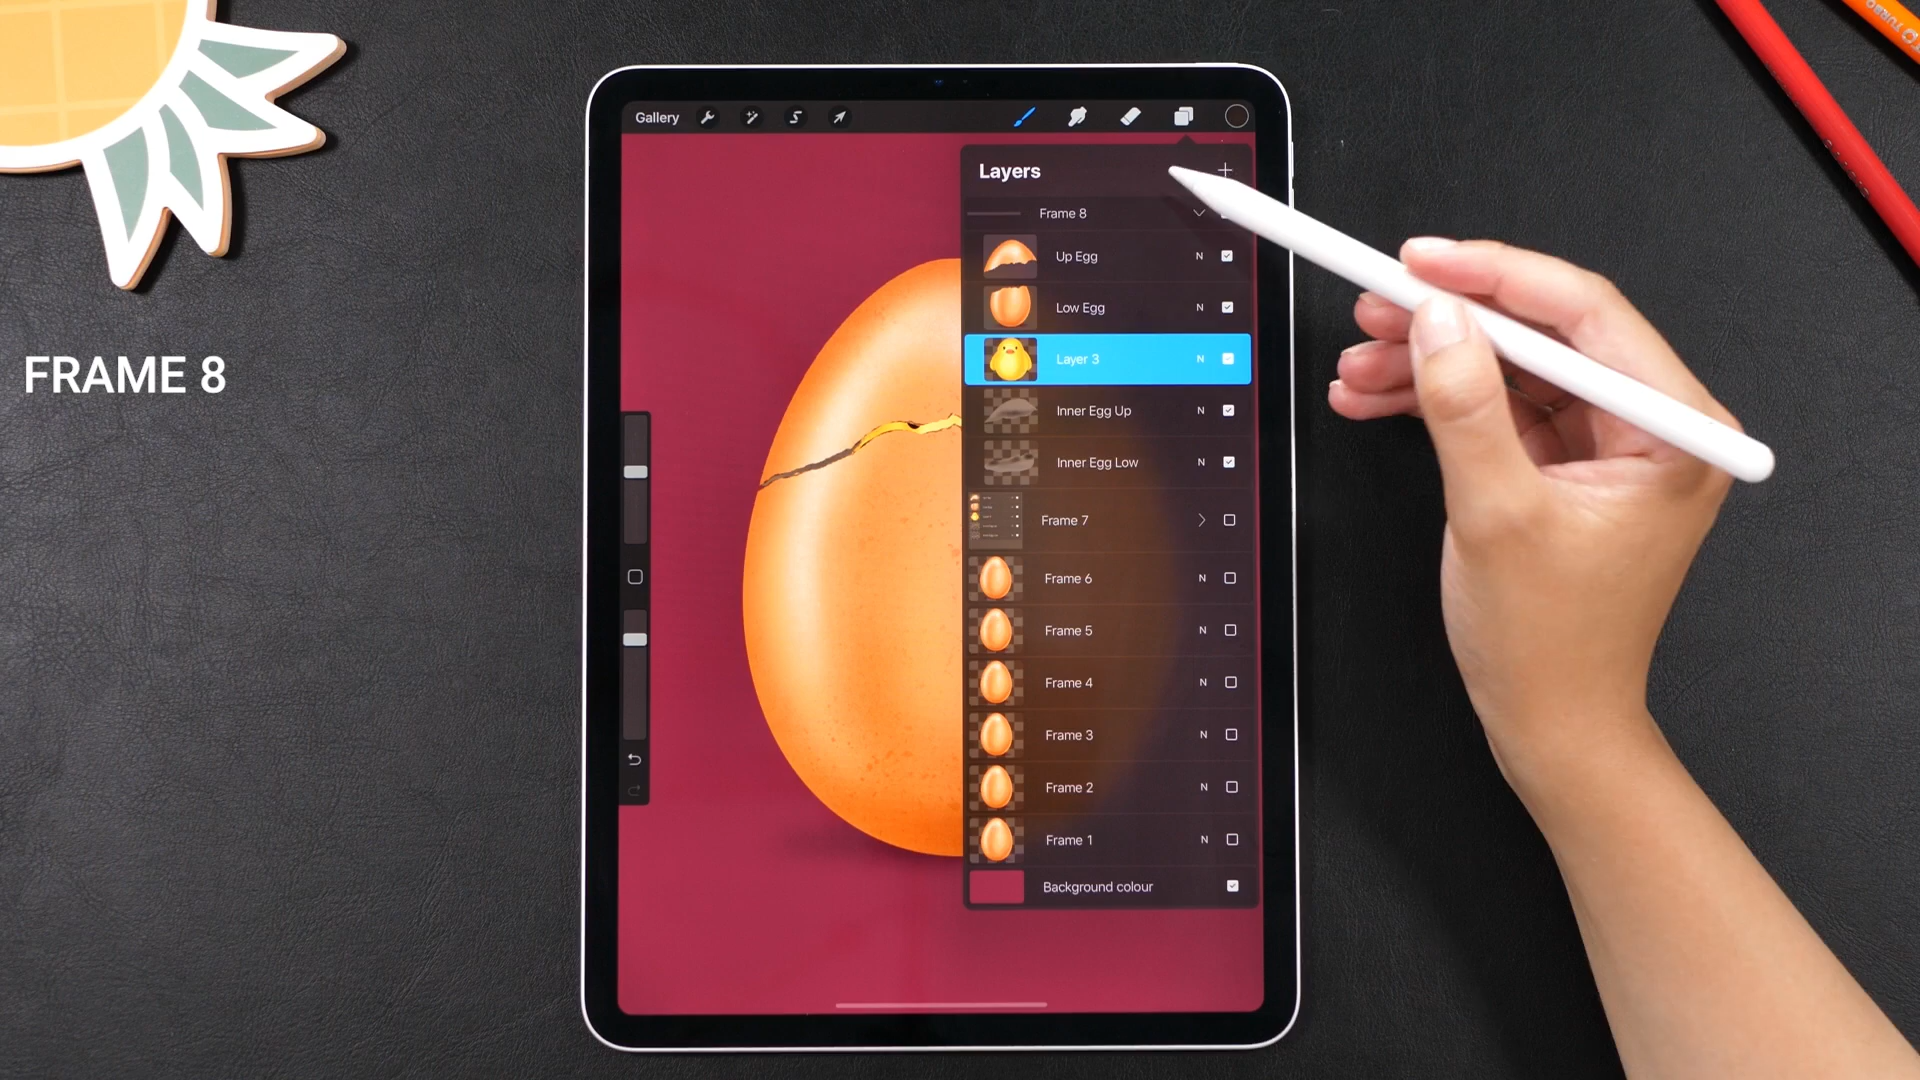 FRAME 8
Gallery
Layers
Frame 8
Up Egg N
Low Egg N
Layer 3 N
Inner Egg Up N
Inner Egg Low N
Frame 7
Frame 6 N
Frame 5 N
Frame 4 N
Frame 3 N
Frame 2 N
Frame 1 N
Background colour
TURBO